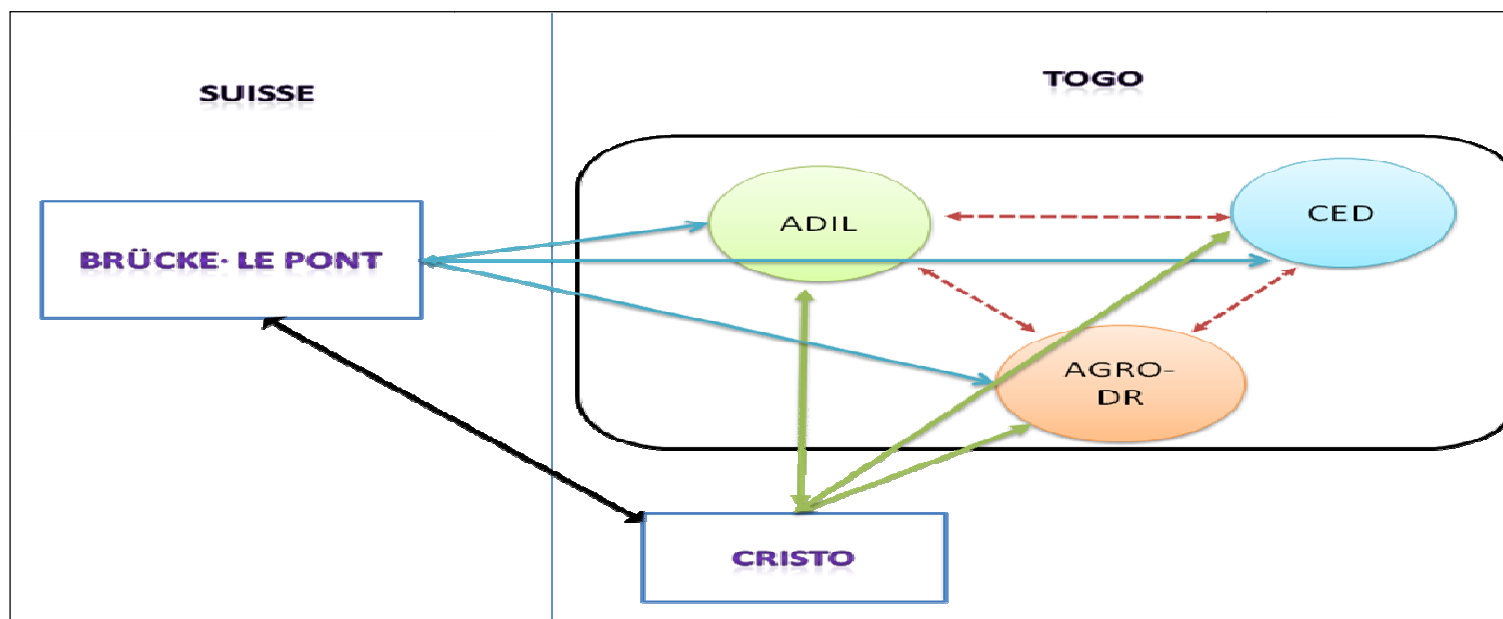 SUISSE
TOGO
BRÜCKE- LE PONT
ADIL
CED
AGRO-
DR
CRISTO